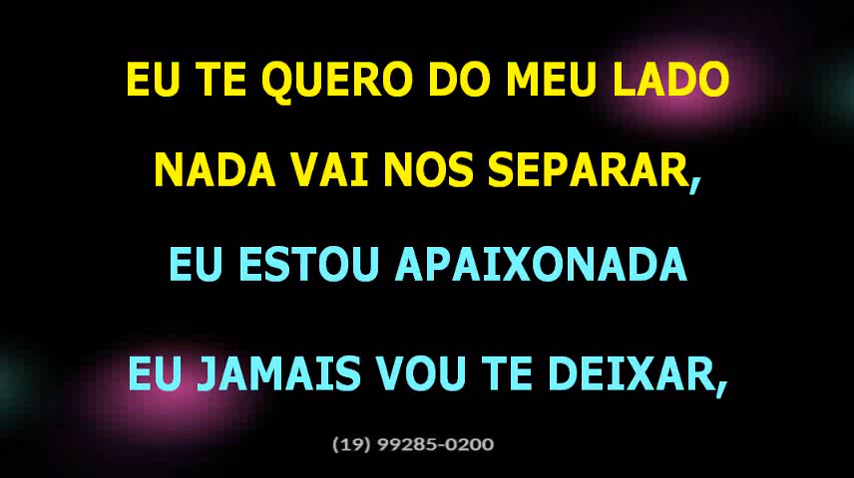 EU TE QUERO DO MEU LADO
NADA VAI NOS SEPARAR,
EU ESTOU APAIXONADA
EU JAMAIS VOU TE DEIXAR,
(19) 99285-0200